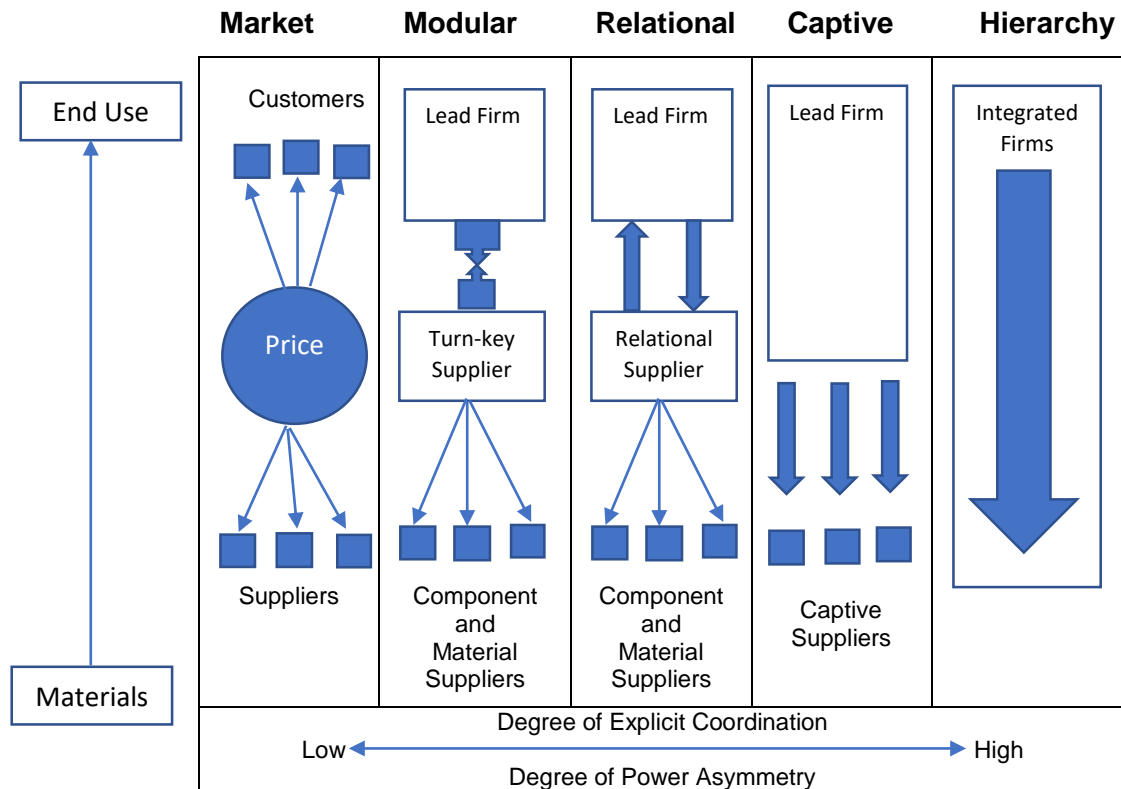 Market
Modular
Relational
Captive
Hierarchy
End Use
Materials
Customers
Price
Suppliers
Lead Firm
Turn-key
Supplier
Component
and
Material
Suppliers
Lead Firm
Relational
Supplier
Component
and
Material
Suppliers
Lead Firm
Captive
Suppliers
Integrated
Firms
Degree of Explicit Coordination
Low
High
Degree of Power Asymmetry